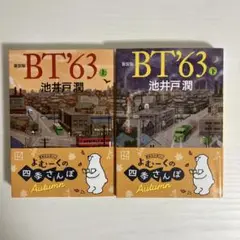 新装版
BT'63 上
池井戸潤
よむーくの
四季さんぽ
Autumn
新装版
BT'63 下
池井戸潤
よむーくの
四季さんぽ
Autumn